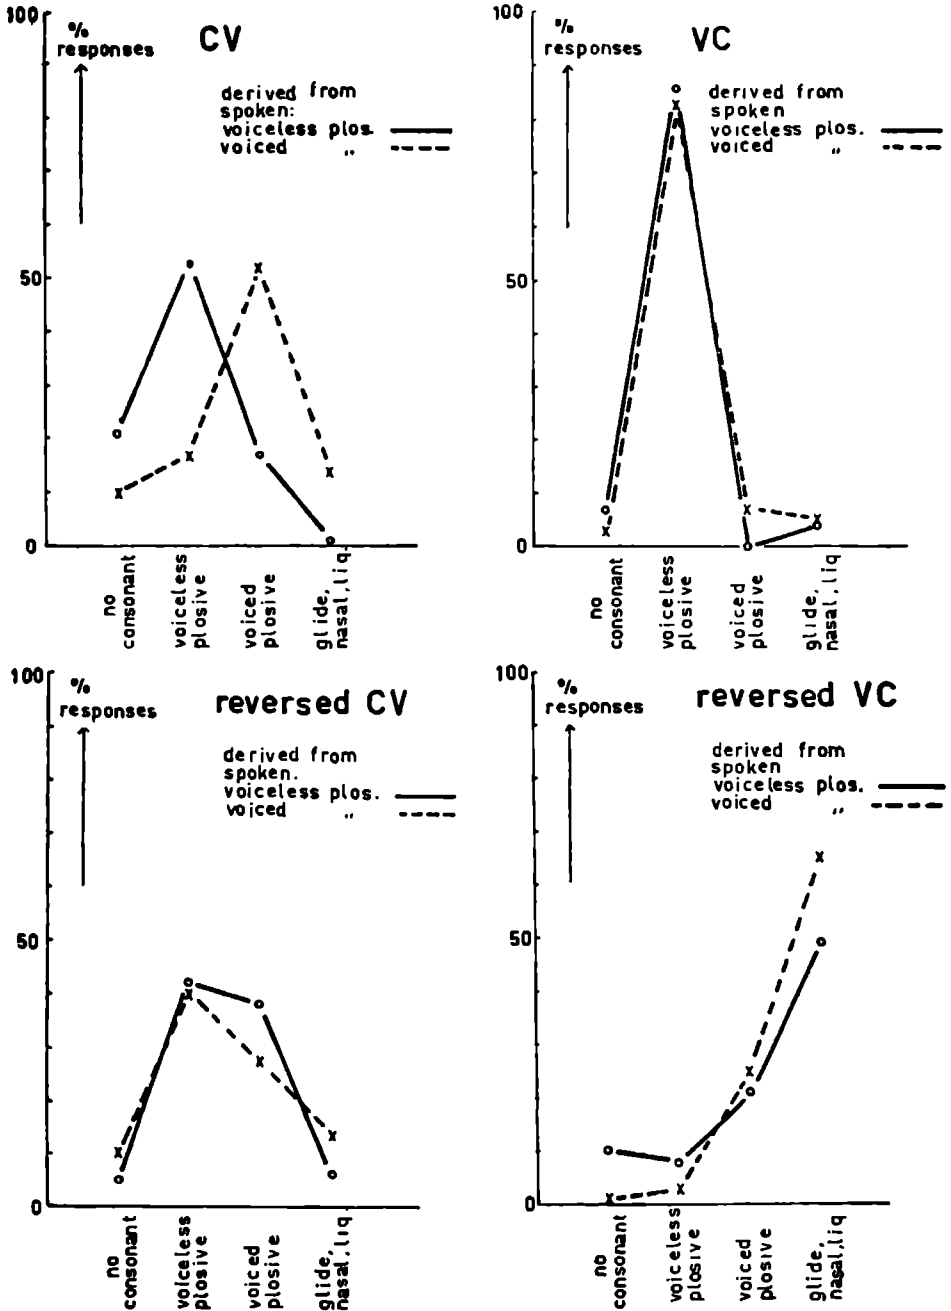 100
%
responses
CV
derived from
spoken:
voiceless plos.
voiced „
50
0
no
consonant
voiceless
plosive
voiced
plosive
glide,
nasal, liq
100
%
responses
VC
derived from
spoken
voiceless plos.
voiced „
50
0
no
consonant
voiceless
plosive
voiced
plosive
glide,
nasal, liq
100
%
responses
reversed CV
derived from
spoken.
voiceless plos.
voiced „
50
0
no
consonant
voiceless
plosive
voiced
plosive
glide,
nasal, liq
100
%
responses
reversed VC
derived from
spoken
voiceless plos.
voiced „
50
0
no
consonant
voiceless
plosive
voiced
plosive
glide,
nasal, liq